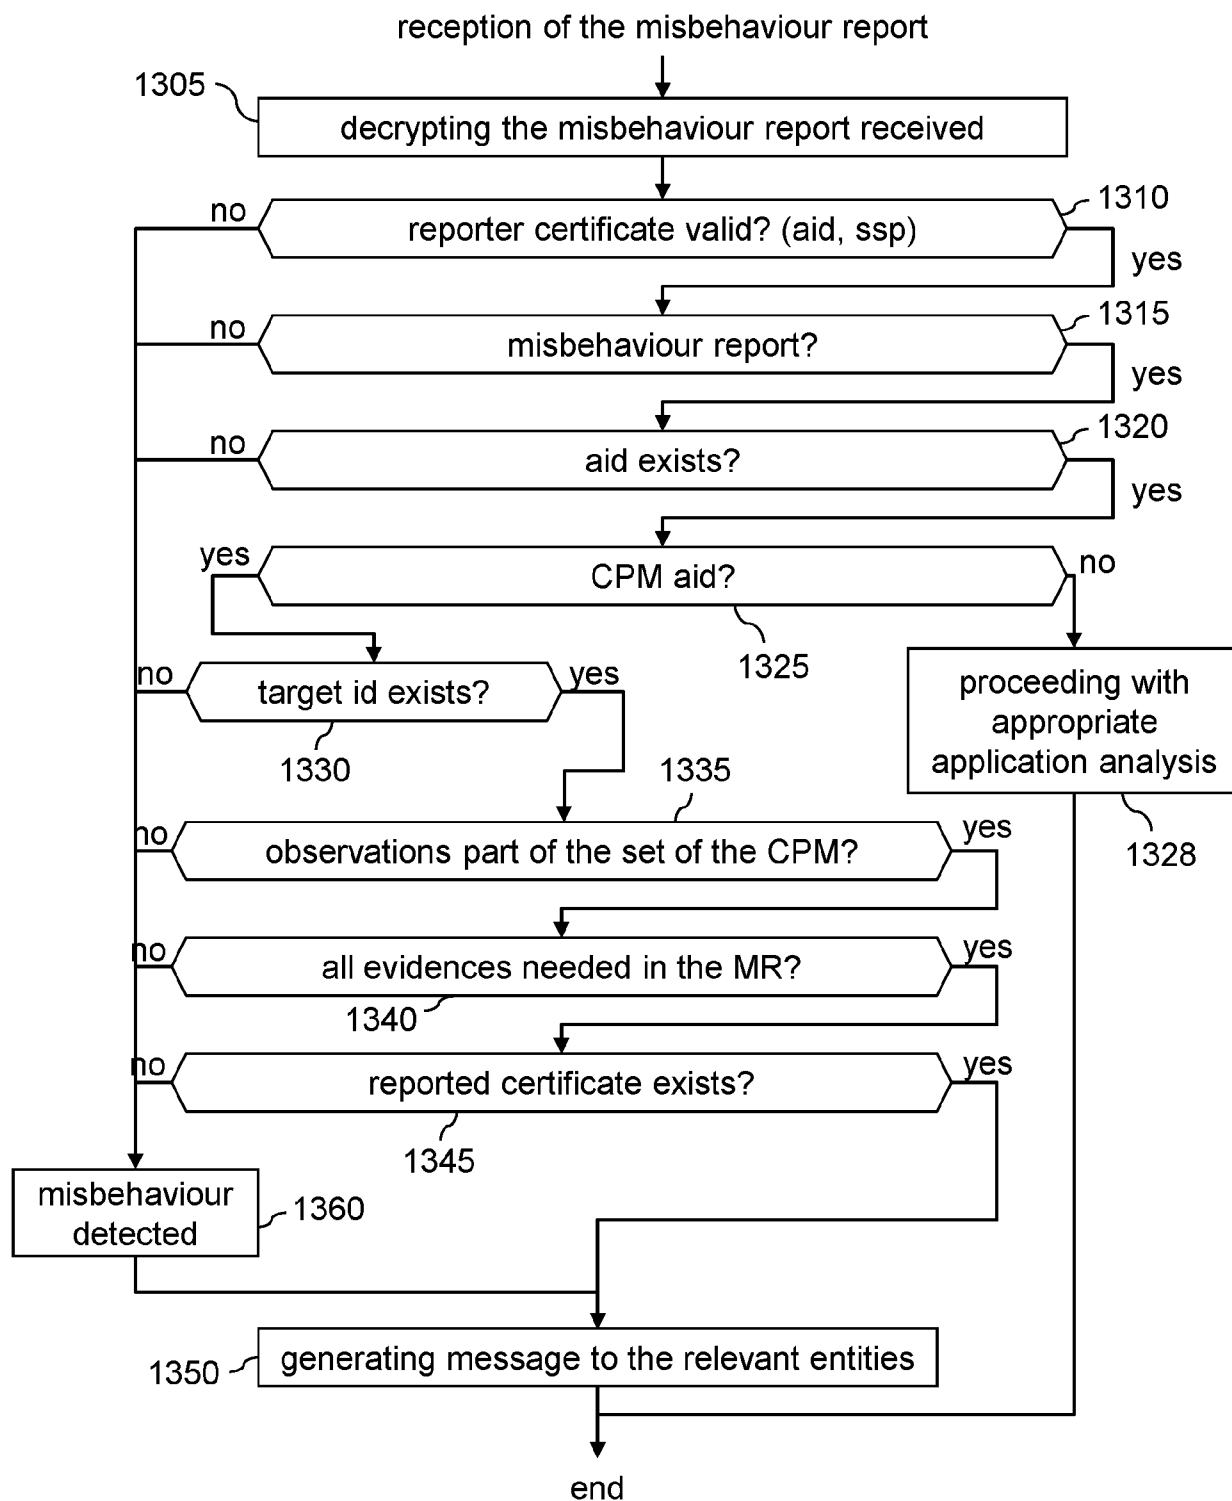 reception of the misbehaviour report
1305
decrypting the misbehaviour report received
no
reporter certificate valid? (aid, ssp)
1310
yes
no
misbehaviour report?
1315
yes
no
aid exists?
1320
yes
yes
CPM aid?
no
1325
no
target id exists?
yes
1330
proceeding with
appropriate
application analysis
1328
1335
no
observations part of the set of the CPM?
yes
no
all evidences needed in the MR?
yes
1340
no
reported certificate exists?
yes
1345
misbehaviour
detected
1360
1350
generating message to the relevant entities
end